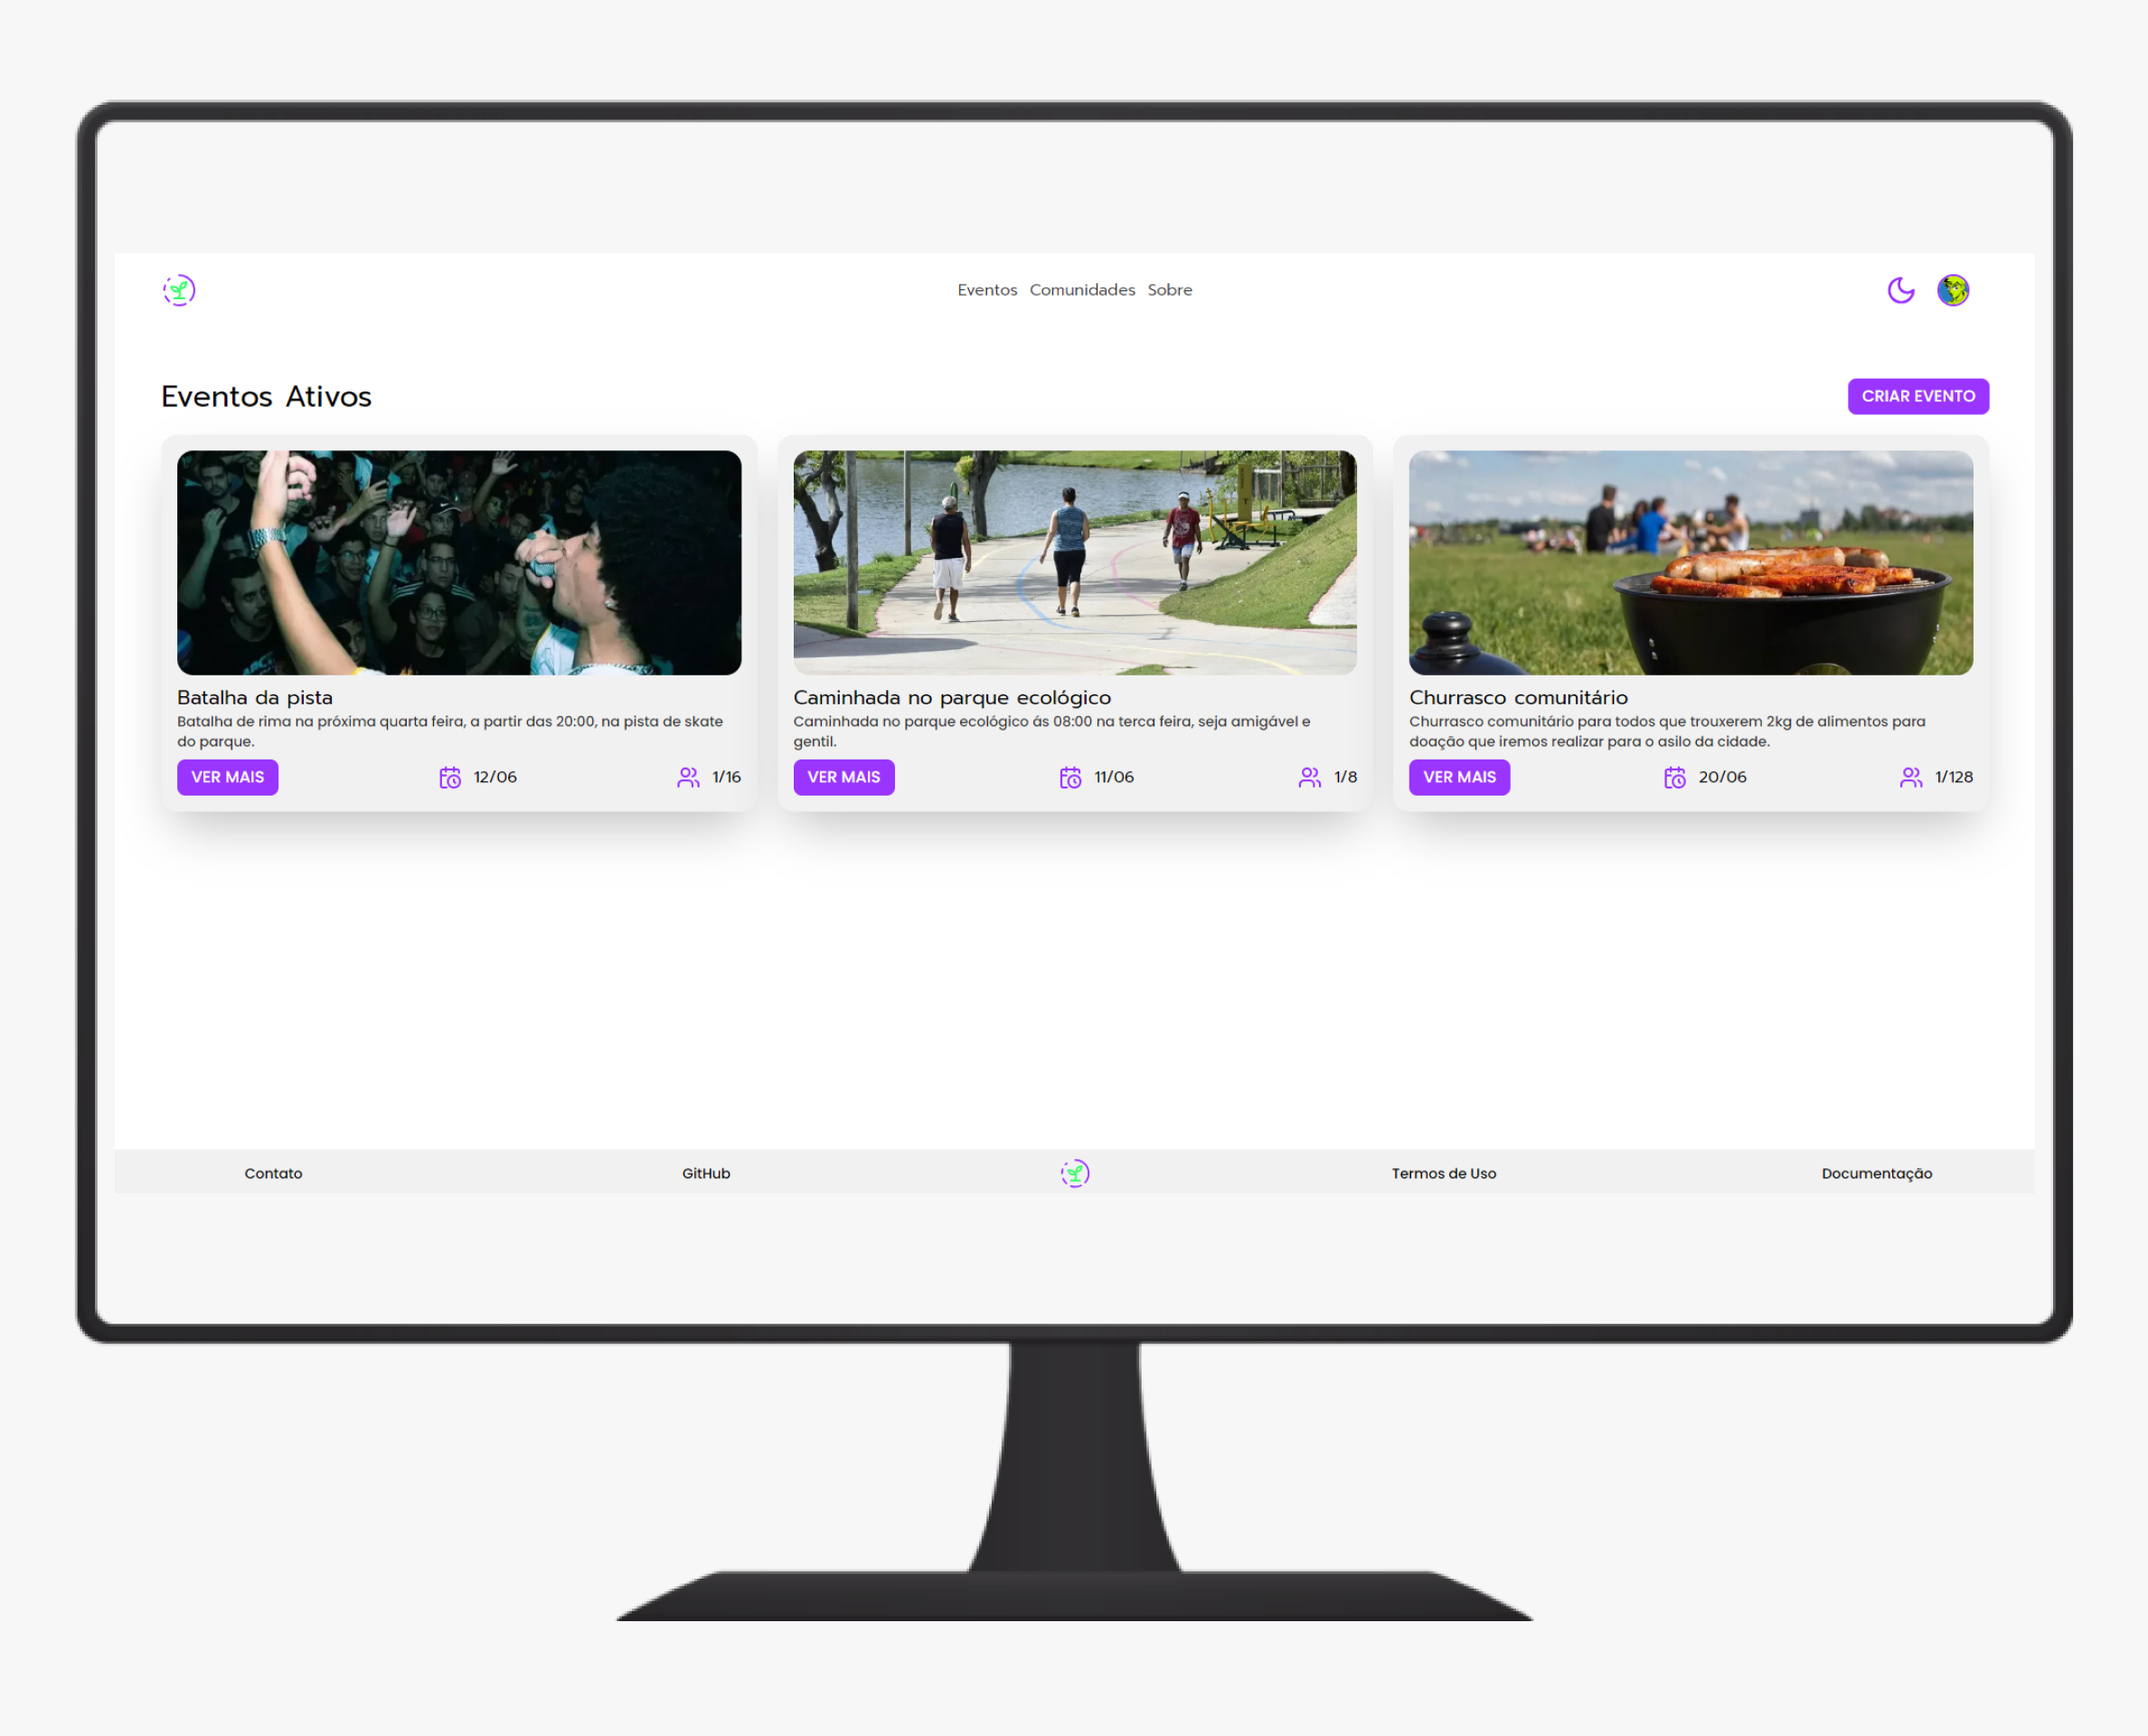 Eventos Comunidades Sobre
Eventos Ativos
CRIAR EVENTO
Batalha da pista
Batalha de rima na próxima quarta feira, a partir das 20:00, na pista de skate
do parque.
VER MAIS 12/06 1/16
Caminhada no parque ecológico
Caminhada no parque ecológico ás 08:00 na terca feira, seja amigável e
gentil.
VER MAIS 11/06 1/8
Churrasco comunitário
Churrasco comunitário para todos que trouxerem 2kg de alimentos para
doação que iremos realizar para o asilo da cidade.
VER MAIS 20/06 1/128
Contato GitHub Termos de Uso Documentação